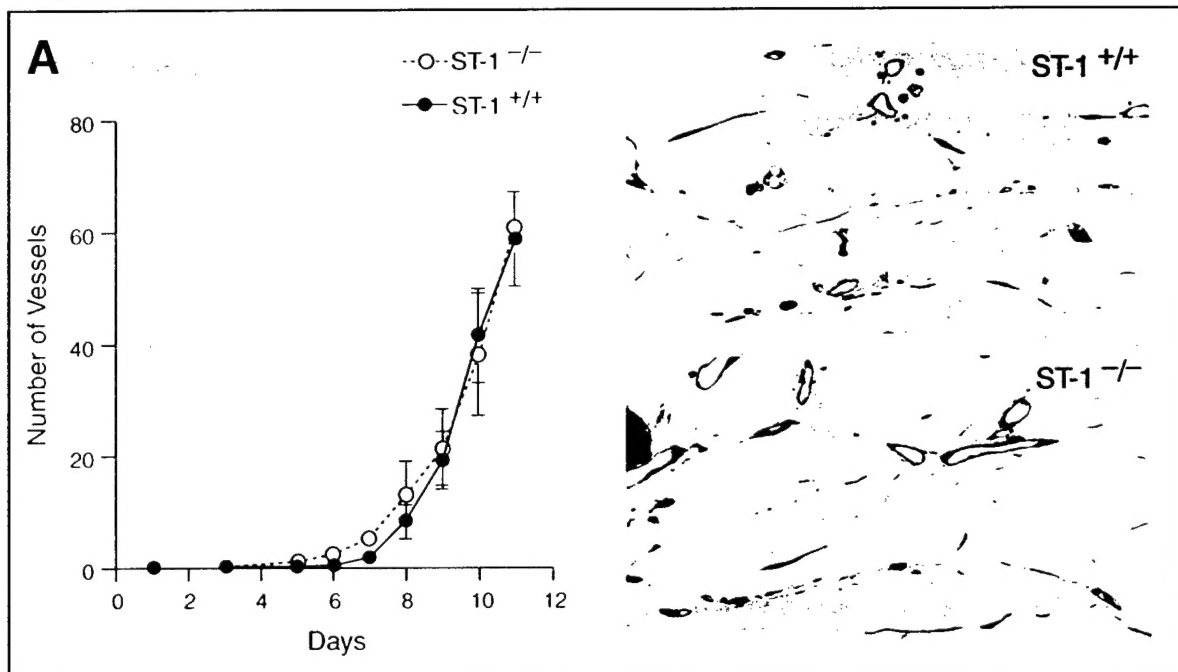 A
ST-1 -/-
ST-1 +/+
80
60
40
20
0
Number of Vessels
0 2 4 6 8 10 12
Days
ST-1 +/+
ST-1 -/-